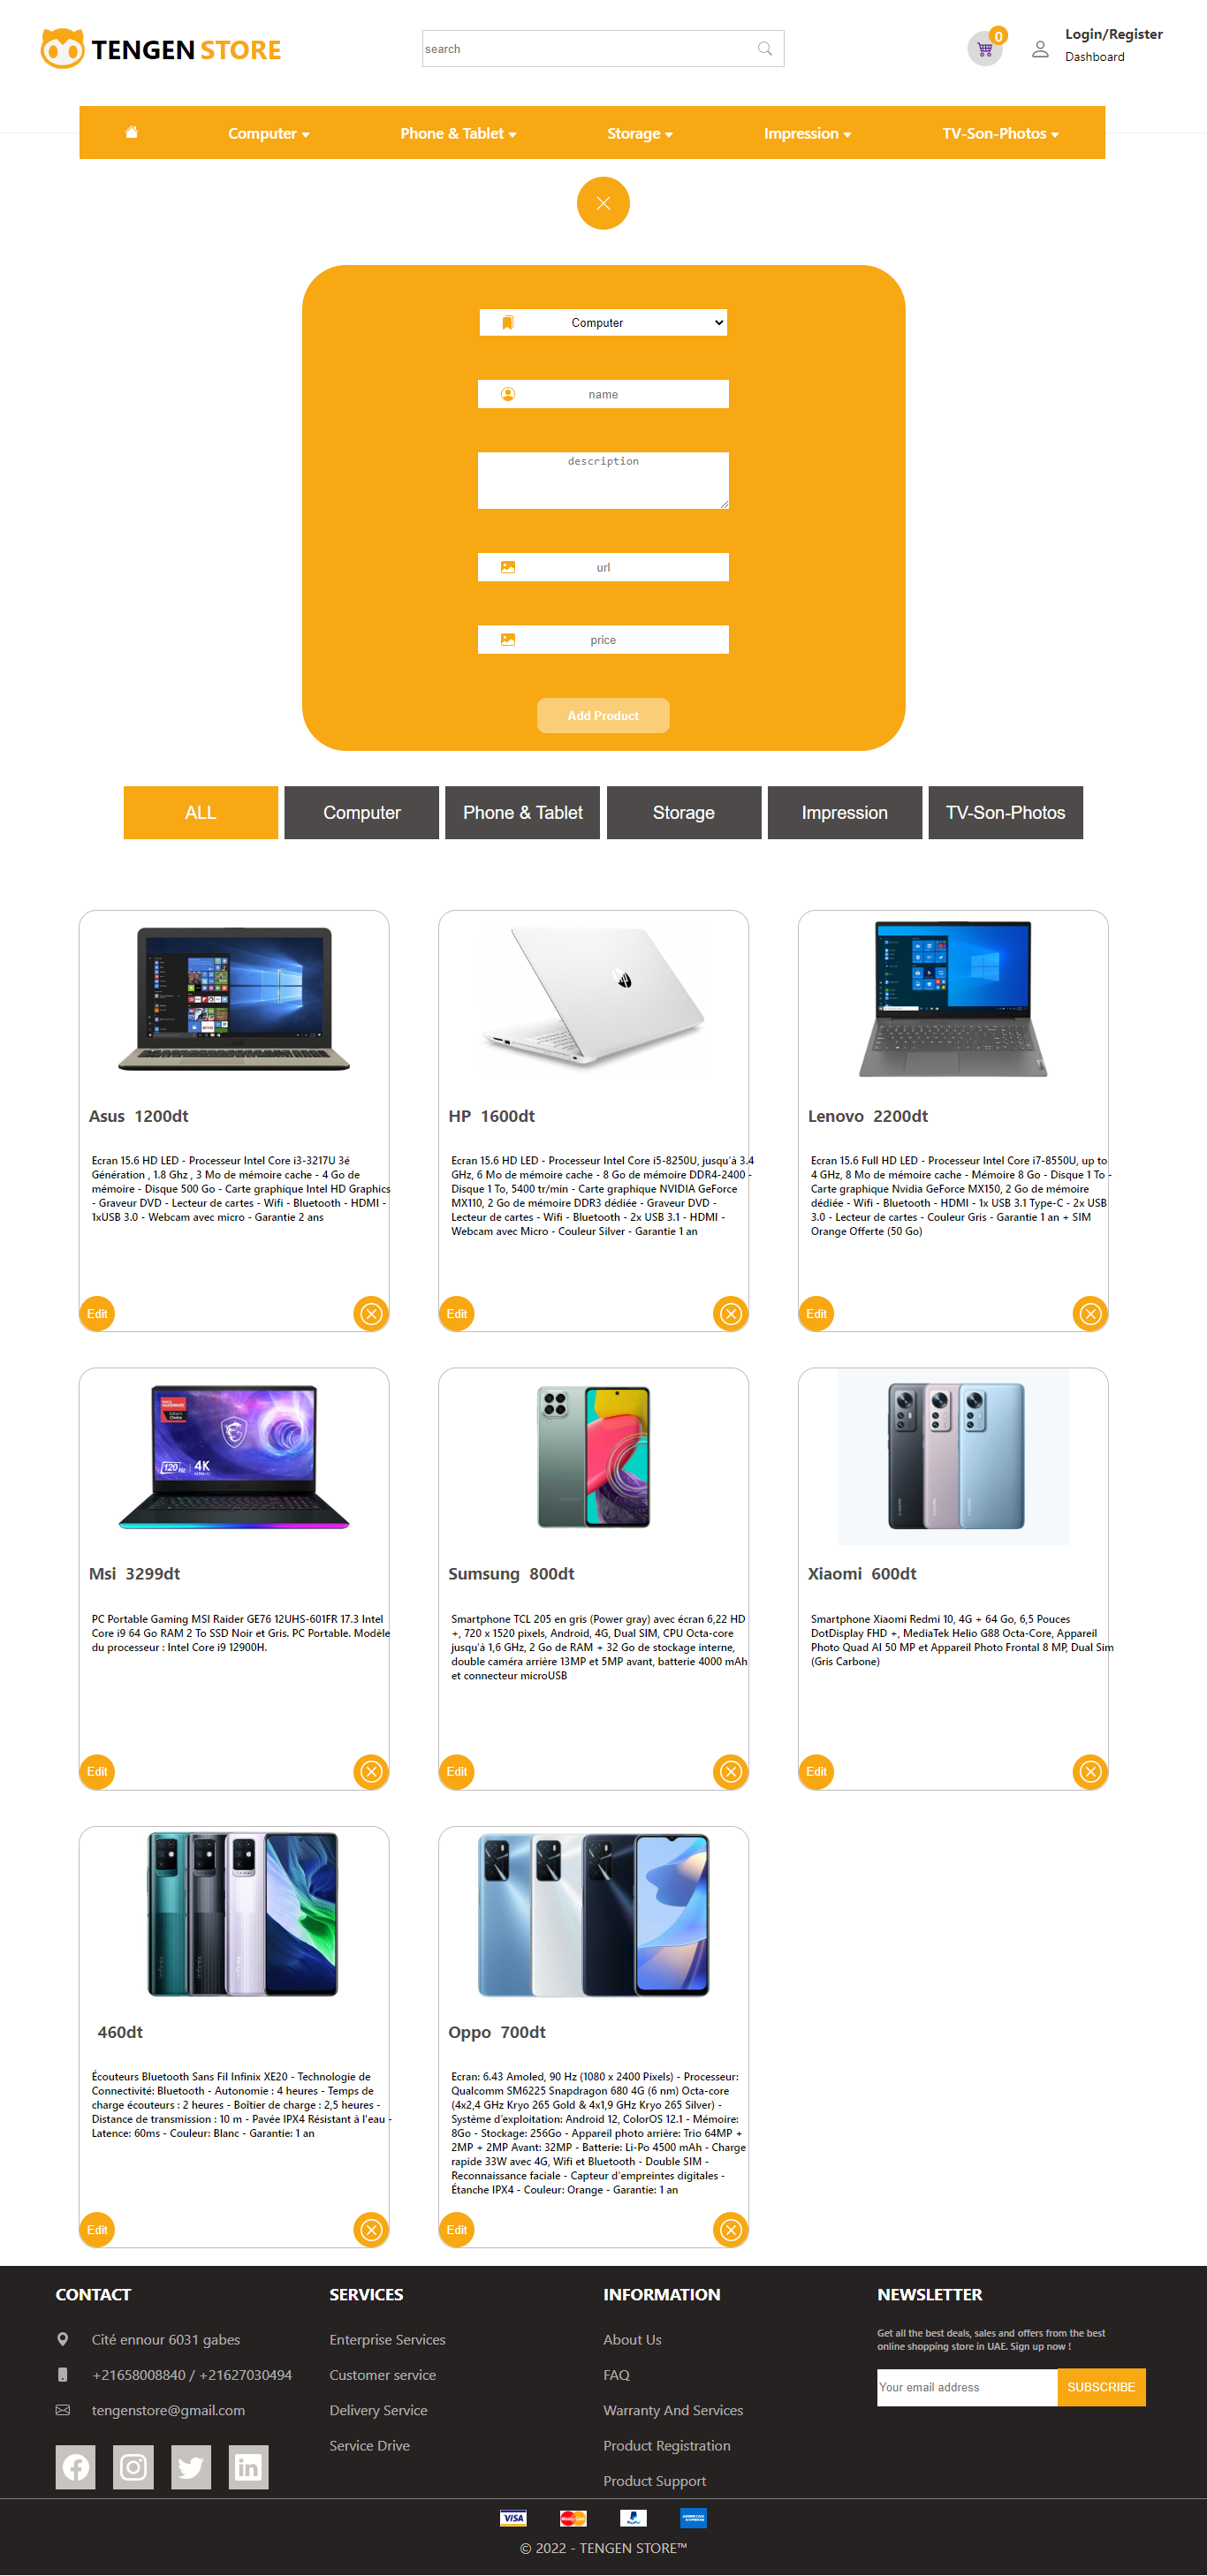 TENGEN STORE
search
0
Login/Register
Dashboard
Computer
Phone & Tablet
Storage
Impression
TV-Son-Photos
Computer
name
description
url
price
Add Product
ALL
Computer
Phone & Tablet
Storage
Impression
TV-Son-Photos
Asus 1200dt
Ecran 15.6 HD LED - Processeur Intel Core i3-3217U 3é
Génération , 1.8 Ghz , 3 Mo de mémoire cache - 4 Go de
mémoire - Disque 500 Go - Carte graphique Intel HD Graphics
- Graveur DVD - Lecteur de cartes - Wifi - Bluetooth - HDMI -
1xUSB 3.0 - Webcam avec micro - Garantie 2 ans
Edit
HP 1600dt
Ecran 15.6 HD LED - Processeur Intel Core i5-8250U, jusqu'à 3.4
GHz, 6 Mo de mémoire cache - 8 Go de mémoire DDR4-2400 -
Disque 1 To, 5400 tr/min - Carte graphique NVIDIA GeForce
MX110, 2 Go de mémoire DDR3 dédiée - Graveur DVD -
Lecteur de cartes - Wifi - Bluetooth - 2x USB 3.1 - HDMI -
Webcam avec Micro - Couleur Silver - Garantie 1 an
Edit
Lenovo 2200dt
Ecran 15.6 Full HD LED - Processeur Intel Core i7-8550U, up to
4 GHz, 8 Mo de mémoire cache - Mémoire 8 Go - Disque 1 To -
Carte graphique Nvidia GeForce MX150, 2 Go de mémoire
dédiée - Wifi - Bluetooth - HDMI - 1x USB 3.1 Type-C - 2x USB
3.0 - Lecteur de cartes - Couleur Gris - Garantie 1 an + SIM
Orange Offerte (50 Go)
Edit
120 Hz
4K
Msi 3299dt
PC Portable Gaming MSI Raider GE76 12UHS-601FR 17.3 Intel
Core i9 64 Go RAM 2 To SSD Noir et Gris. PC Portable. Modèle
du processeur : Intel Core i9 12900H.
Edit
Sumsung 800dt
Smartphone TCL 205 en gris (Power gray) avec écran 6,22 HD
+, 720 x 1520 pixels, Android, 4G, Dual SIM, CPU Octa-core
jusqu'à 1,6 GHz, 2 Go de RAM + 32 Go de stockage interne,
double caméra arrière 13MP et 5MP avant, batterie 4000 mAh
et connecteur microUSB
Edit
Xiaomi 600dt
Smartphone Xiaomi Redmi 10, 4G + 64 Go, 6,5 Pouces
DotDisplay FHD +, MediaTek Helio G88 Octa-Core, Appareil
Photo Quad AI 50 MP et Appareil Photo Frontal 8 MP, Dual Sim
(Gris Carbone)
Edit
460dt
Écouteurs Bluetooth Sans Fil Infinix XE20 - Technologie de
Connectivité: Bluetooth - Autonomie : 4 heures - Temps de
charge écouteurs : 2 heures - Boîtier de charge : 2,5 heures -
Distance de transmission : 10 m - Pavée IPX4 Résistant à l'eau -
Latence: 60ms - Couleur: Blanc - Garantie: 1 an
Edit
Oppo 700dt
Ecran: 6.43 Amoled, 90 Hz (1080 x 2400 Pixels) - Processeur:
Qualcomm SM6225 Snapdragon 680 4G (6 nm) Octa-core
(4x2,4 GHz Kryo 265 Gold & 4x1,9 GHz Kryo 265 Silver) -
Système d'exploitation: Android 12, ColorOS 12.1 - Mémoire:
8Go - Stockage: 256Go - Appareil photo arrière: Trio 64MP +
2MP + 2MP Avant: 32MP - Batterie: Li-Po 4500 mAh - Charge
rapide 33W avec 4G, Wifi et Bluetooth - Double SIM -
Reconnaissance faciale - Capteur d'empreintes digitales -
Étanche IPX4 - Couleur: Orange - Garantie: 1 an
Edit
CONTACT
Cité ennour 6031 gabes
+21658008840 / +21627030494
tengenstore@gmail.com
SERVICES
Enterprise Services
Customer service
Delivery Service
Service Drive
INFORMATION
About Us
FAQ
Warranty And Services
Product Registration
Product Support
NEWSLETTER
Get all the best deals, sales and offers from the best
online shopping store in UAE. Sign up now !
Your email address
SUBSCRIBE
VISA
PayPal
AMERICAN EXPRESS
© 2022 - TENGEN STORE™